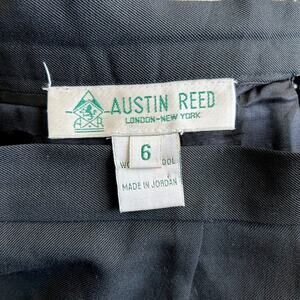 AUSTIN REED
LONDON-NEW YORK
6
MADE IN JORDAN